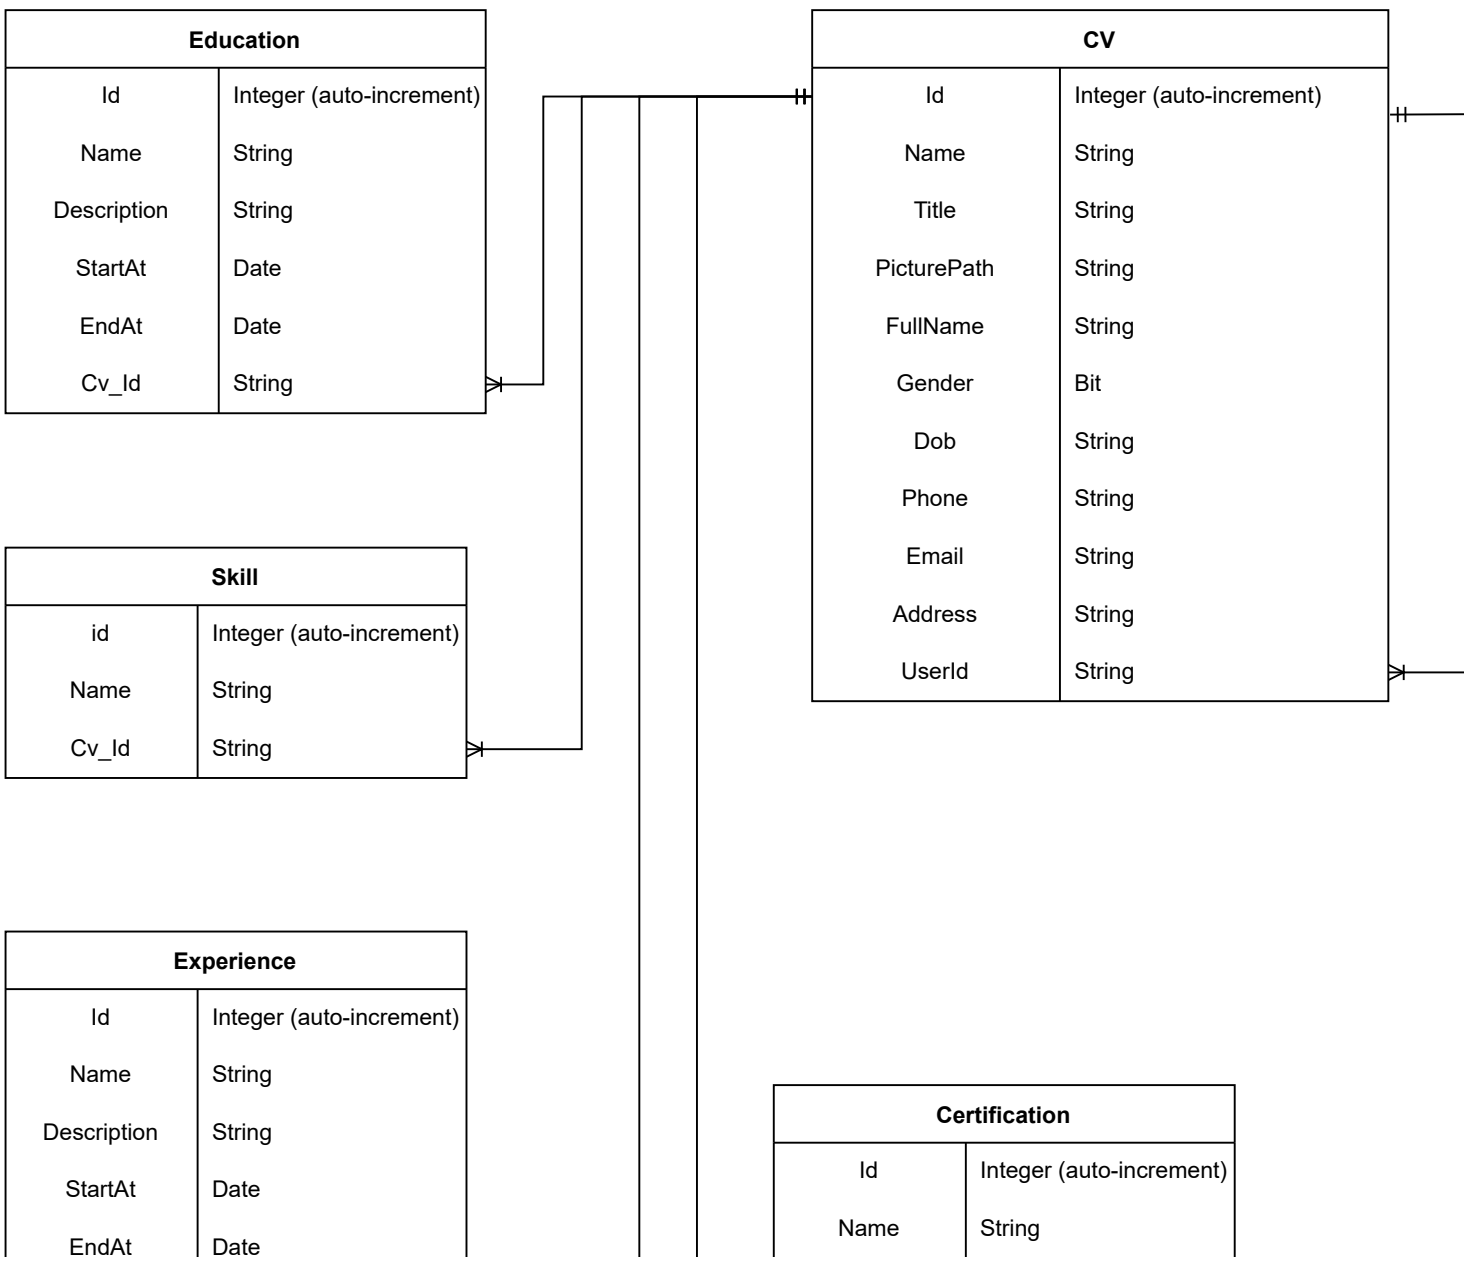 Education
Id Integer (auto-increment)
Name String
Description String
StartAt Date
EndAt Date
Cv_Id String
CV
Id Integer (auto-increment)
Name String
Title String
PicturePath String
FullName String
Gender Bit
Dob String
Phone String
Email String
Address String
UserId String
Skill
id Integer (auto-increment)
Name String
Cv_Id String
Experience
Id Integer (auto-increment)
Name String
Description String
StartAt Date
EndAt Date
Certification
Id Integer (auto-increment)
Name String